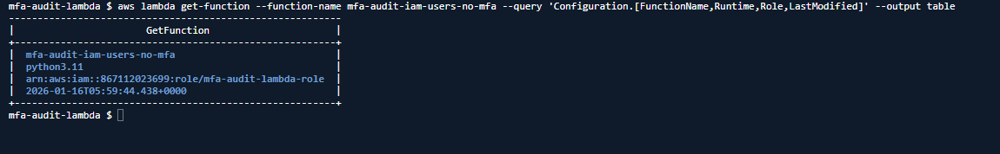 mfa-audit-lambda $ aws lambda get-function --function-name mfa-audit-iam-users-no-mfa --query 'Configuration.[FunctionName,Runtime,Role,LastModified]' --output table
----------------------------------------------------------
|                       GetFunction                      |
+--------------------------------------------------------+
|  mfa-audit-iam-users-no-mfa                            |
|  python3.11                                            |
|  arn:aws:iam::867112023699:role/mfa-audit-lambda-role  |
|  2026-01-16T05:59:44.438+0000                          |
+--------------------------------------------------------+
mfa-audit-lambda $